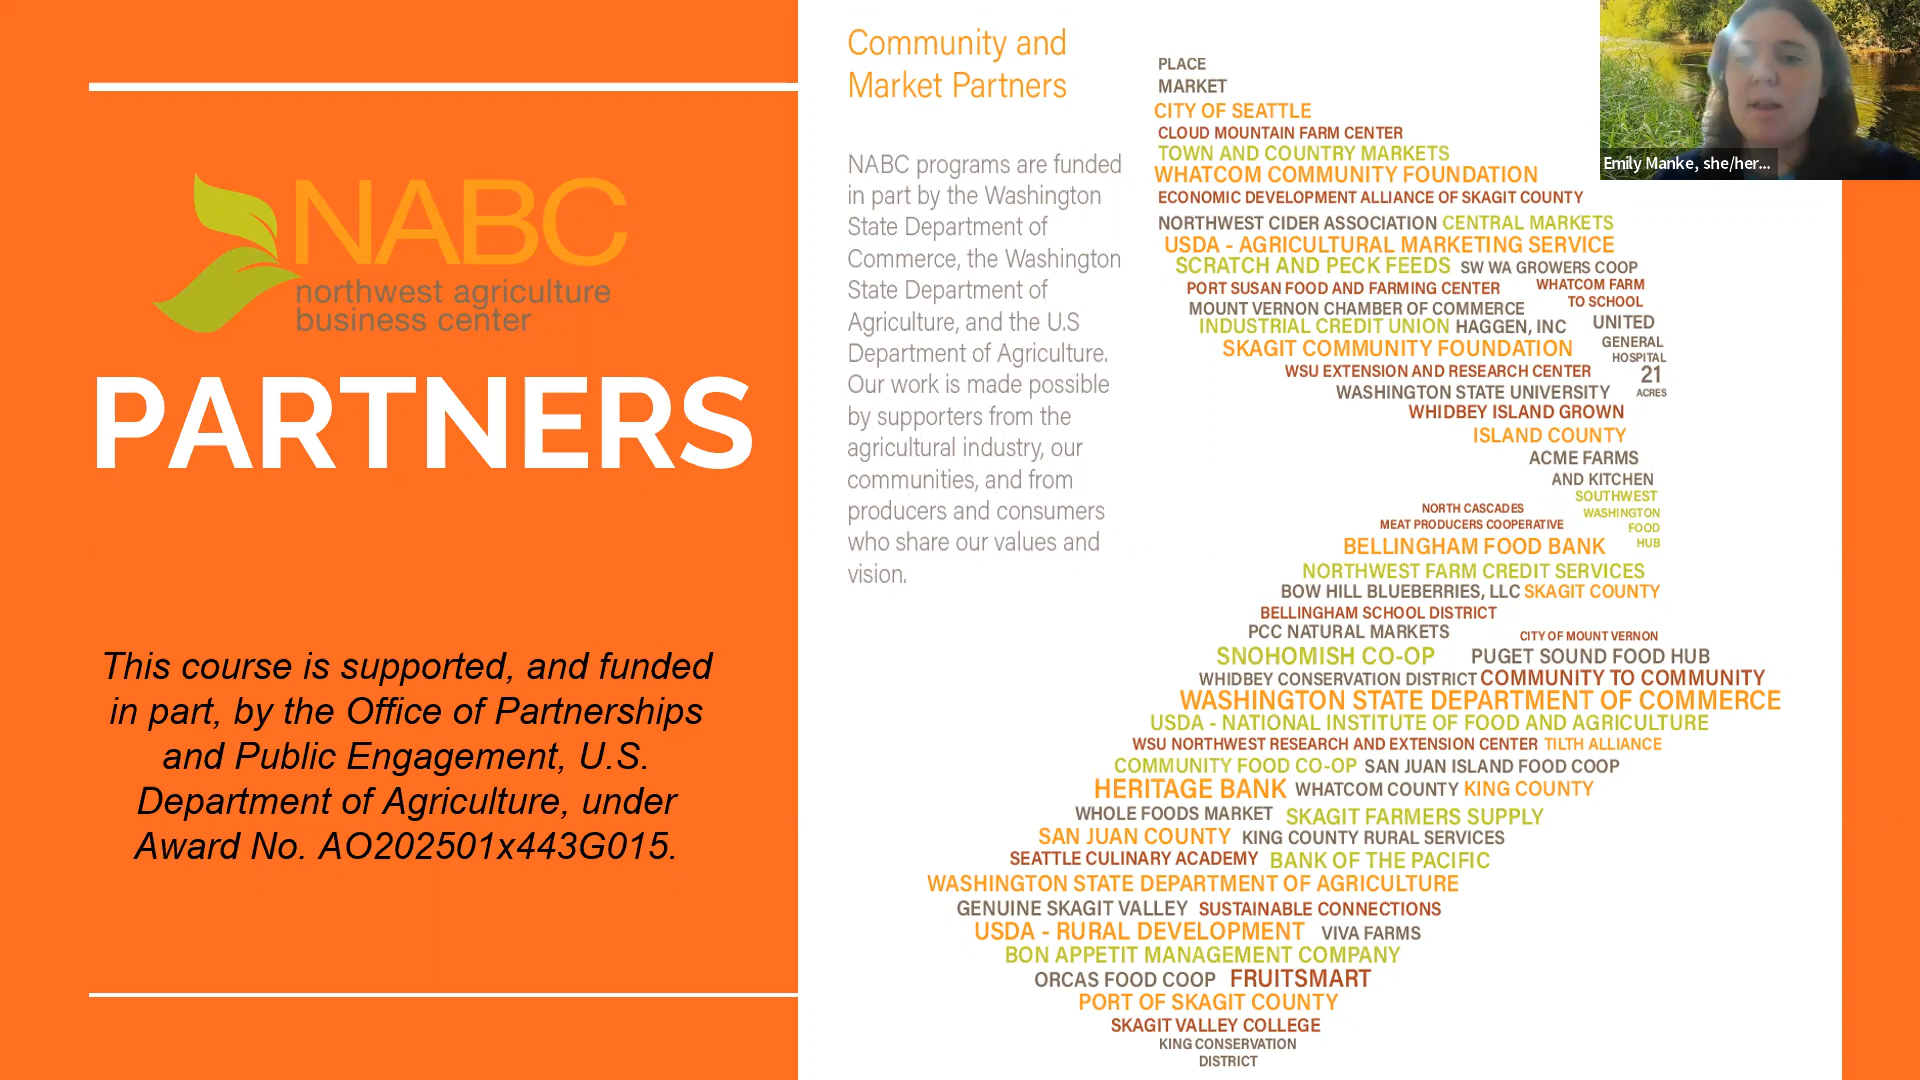 NABC
northwest agriculture
business center
PARTNERS
This course is supported, and funded
in part, by the Office of Partnerships
and Public Engagement, U.S.
Department of Agriculture, under
Award No. AO202501x443G015.
Community and
Market Partners
NABC programs are funded
in part by the Washington
State Department of
Commerce, the Washington
State Department of
Agriculture, and the U.S
Department of Agriculture.
Our work is made possible
by supporters from the
agricultural industry, our
communities, and from
producers and consumers
who share our values and
vision.
PLACE
MARKET
CITY OF SEATTLE
CLOUD MOUNTAIN FARM CENTER
TOWN AND COUNTRY MARKETS
WHATCOM COMMUNITY FOUNDATION
ECONOMIC DEVELOPMENT ALLIANCE OF SKAGIT COUNTY
NORTHWEST CIDER ASSOCIATION CENTRAL MARKETS
USDA - AGRICULTURAL MARKETING SERVICE
SCRATCH AND PECK FEEDS SW WA GROWERS COOP
PORT SUSAN FOOD AND FARMING CENTER
WHATCOM FARM
TO SCHOOL
MOUNT VERNON CHAMBER OF COMMERCE
INDUSTRIAL CREDIT UNION HAGGEN, INC
UNITED
GENERAL
HOSPITAL
SKAGIT COMMUNITY FOUNDATION
WSU EXTENSION AND RESEARCH CENTER
21
ACRES
WASHINGTON STATE UNIVERSITY
WHIDBEY ISLAND GROWN
ISLAND COUNTY
ACME FARMS
AND KITCHEN
SOUTHWEST
WASHINGTON
FOOD
HUB
NORTH CASCADES
MEAT PRODUCERS COOPERATIVE
BELLINGHAM FOOD BANK
NORTHWEST FARM CREDIT SERVICES
BOW HILL BLUEBERRIES, LLC SKAGIT COUNTY
BELLINGHAM SCHOOL DISTRICT
PCC NATURAL MARKETS CITY OF MOUNT VERNON
SNOHOMISH CO-OP PUGET SOUND FOOD HUB
WHIDBEY CONSERVATION DISTRICT COMMUNITY TO COMMUNITY
WASHINGTON STATE DEPARTMENT OF COMMERCE
USDA - NATIONAL INSTITUTE OF FOOD AND AGRICULTURE
WSU NORTHWEST RESEARCH AND EXTENSION CENTER TILTH ALLIANCE
COMMUNITY FOOD CO-OP SAN JUAN ISLAND FOOD COOP
HERITAGE BANK WHATCOM COUNTY KING COUNTY
WHOLE FOODS MARKET SKAGIT FARMERS SUPPLY
SAN JUAN COUNTY KING COUNTY RURAL SERVICES
SEATTLE CULINARY ACADEMY BANK OF THE PACIFIC
WASHINGTON STATE DEPARTMENT OF AGRICULTURE
GENUINE SKAGIT VALLEY SUSTAINABLE CONNECTIONS
USDA - RURAL DEVELOPMENT VIVA FARMS
BON APPETIT MANAGEMENT COMPANY
ORCAS FOOD COOP FRUITSMART
PORT OF SKAGIT COUNTY
SKAGIT VALLEY COLLEGE
KING CONSERVATION
DISTRICT
Emily Manke, she/her...